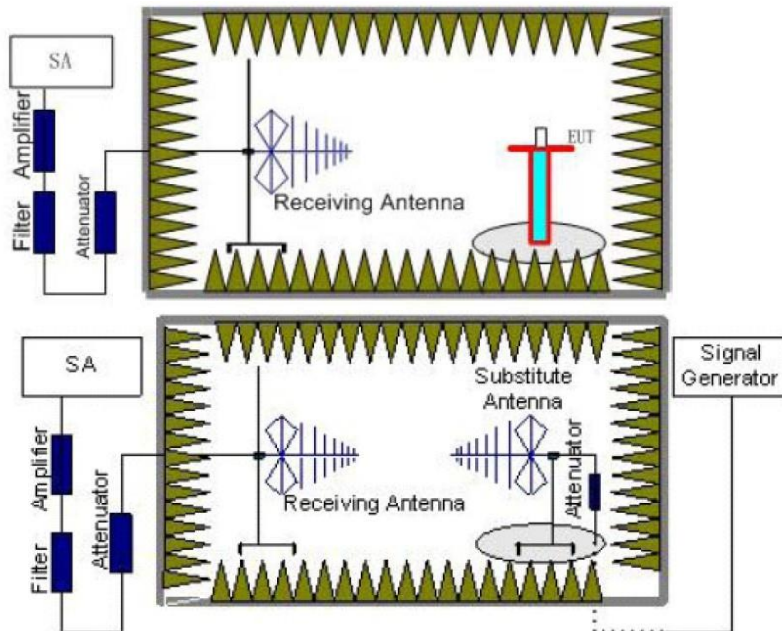 SA
Amplifier
Filter
Attenuator
EUT
Receiving Antenna
SA
Amplifier
Filter
Attenuator
Receiving Antenna
Substitute
Antenna
Attenuator
Signal
Generator